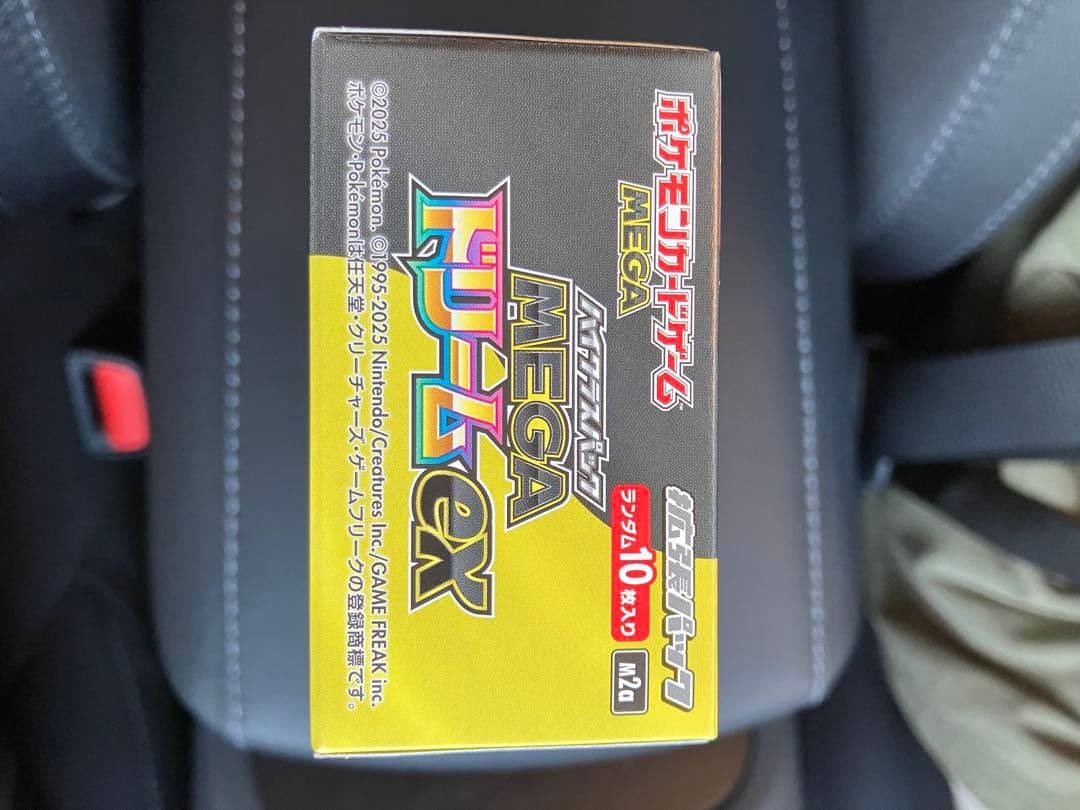 ポケモンカードゲーム™
MEGA
拡張パック
ハイクラスパック
MEGA
ドリームex
ランダム10枚入り
M2a
©2025 Pokémon. ©1995-2025 Nintendo/Creatures Inc./GAME FREAK inc.
ポケモン・Pokémonは任天堂・クリーチャーズ・ゲームフリークの登録商標です。